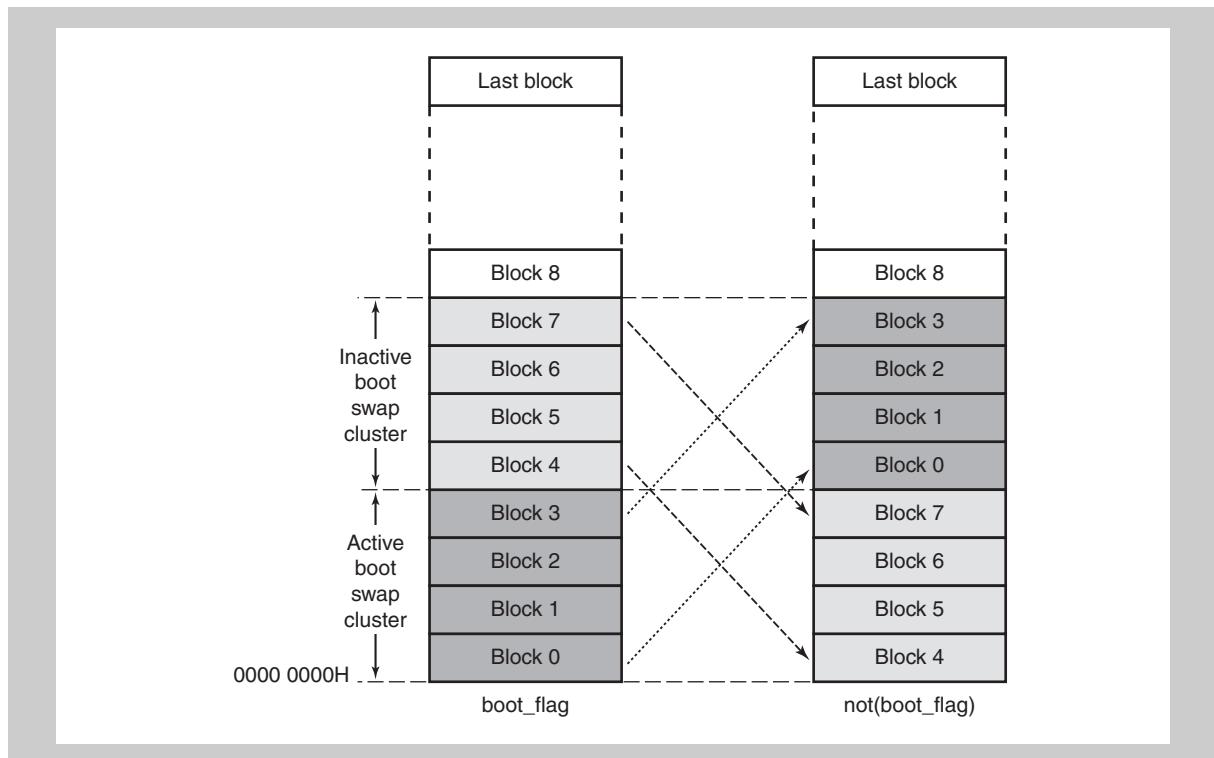 Last block
Last block
Block 8
Block 8
Block 7
Block 3
Inactive
boot
swap
cluster
Block 6
Block 2
Block 5
Block 1
Block 4
Block 0
Block 3
Block 7
Active
boot
swap
cluster
Block 2
Block 6
Block 1
Block 5
Block 0
Block 4
0000 0000H
boot_flag
not(boot_flag)